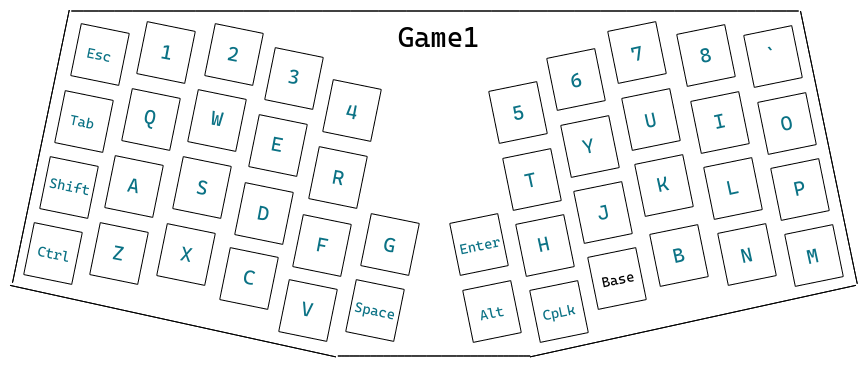 Game1
Esc 1 2 3 4 5 6 7 8 `
Tab Q W E R T Y U I O
Shift A S D F G Enter H J K L P
Ctrl Z X C V Space Alt CpLk Base B N M